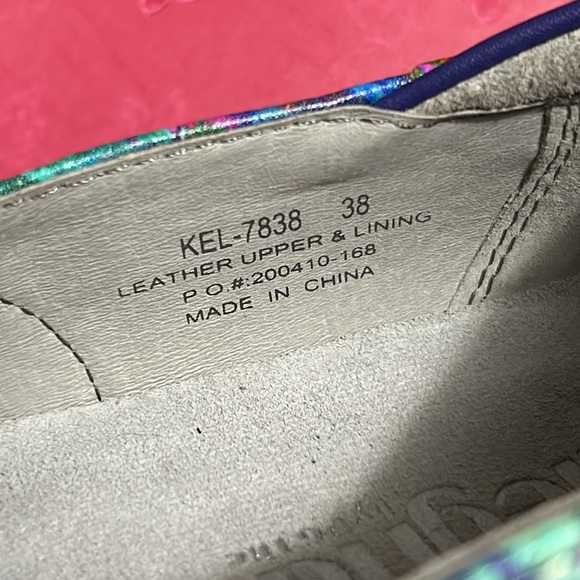 KEL-7838 38
LEATHER UPPER & LINING
P O.#:200410-168
MADE IN CHINA